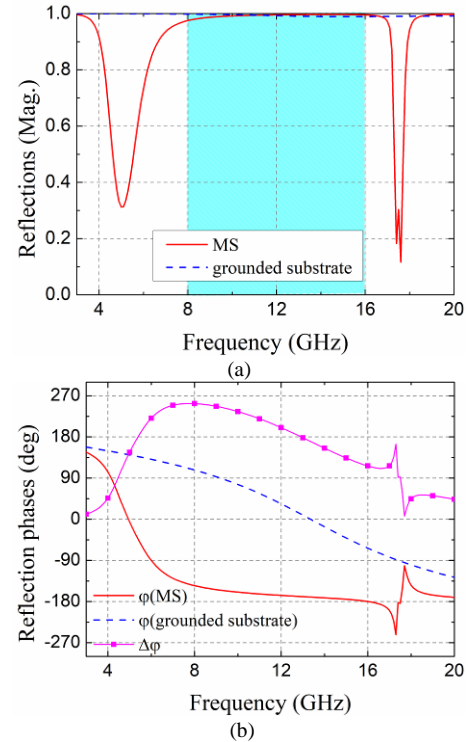 1.0
0.8
0.6
0.4
0.2
0.0
Reflections (Mag.)
MS
grounded substrate
4 8 12 16 20
Frequency (GHz)
(a)
270
180
90
0
-90
-180
-270
Reflection phases (deg)
φ(MS)
φ(grounded substrate)
Δφ
4 8 12 16 20
Frequency (GHz)
(b)